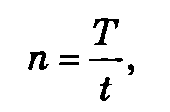 n = T/t,